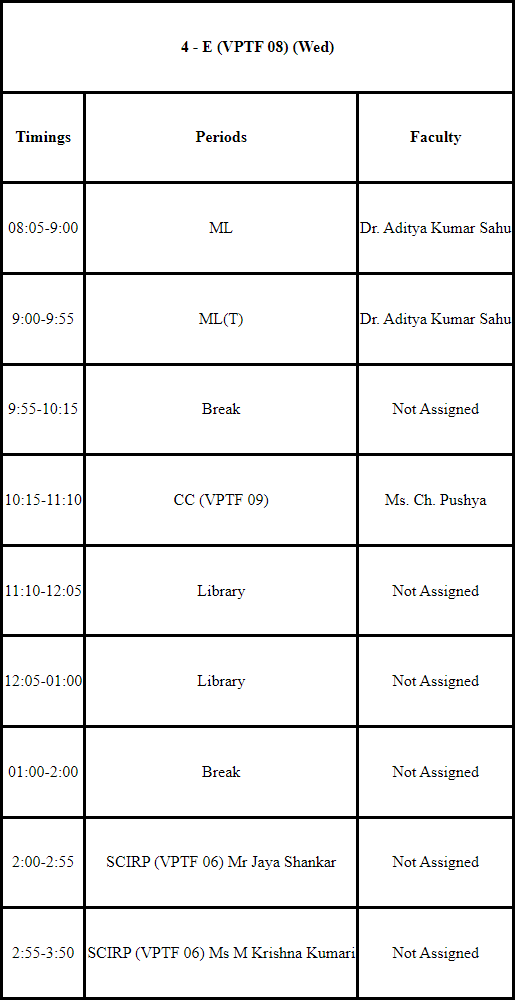 4 - E (VPTF 08) (Wed)
Timings Periods Faculty
08:05-9:00 ML Dr. Aditya Kumar Sahu
9:00-9:55 ML(T) Dr. Aditya Kumar Sahu
9:55-10:15 Break Not Assigned
10:15-11:10 CC (VPTF 09) Ms. Ch. Pushya
11:10-12:05 Library Not Assigned
12:05-01:00 Library Not Assigned
01:00-2:00 Break Not Assigned
2:00-2:55 SCIRP (VPTF 06) Mr Jaya Shankar Not Assigned
2:55-3:50 SCIRP (VPTF 06) Ms M Krishna Kumari Not Assigned